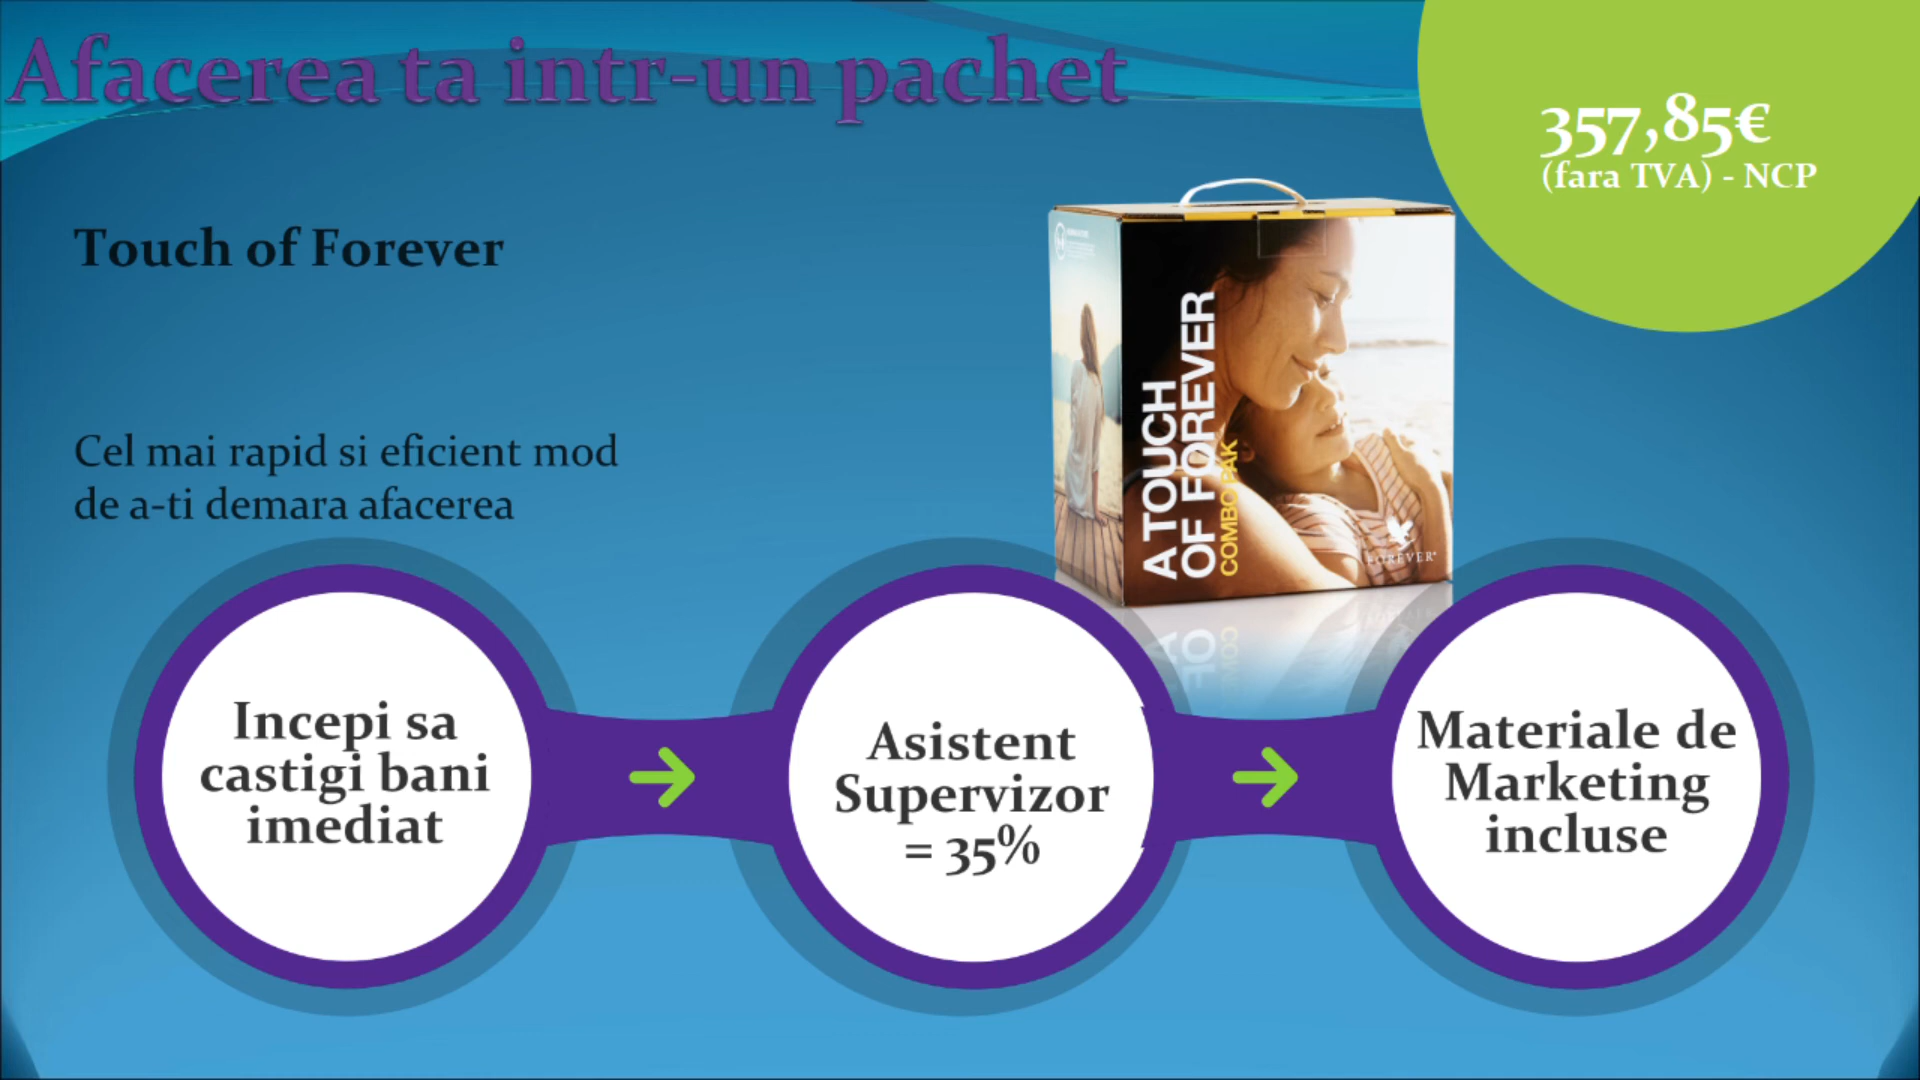 Afacerea ta intr-un pachet
357,85€
(fara TVA) - NCP
Touch of Forever
A TOUCH
OF FOREVER
COMBO PAK
FOREVER
Cel mai rapid si eficient mod
de a-ti demara afacerea
Incepi sa
castigi bani
imediat
Asistent
Supervizor
= 35%
Materiale de
Marketing
incluse